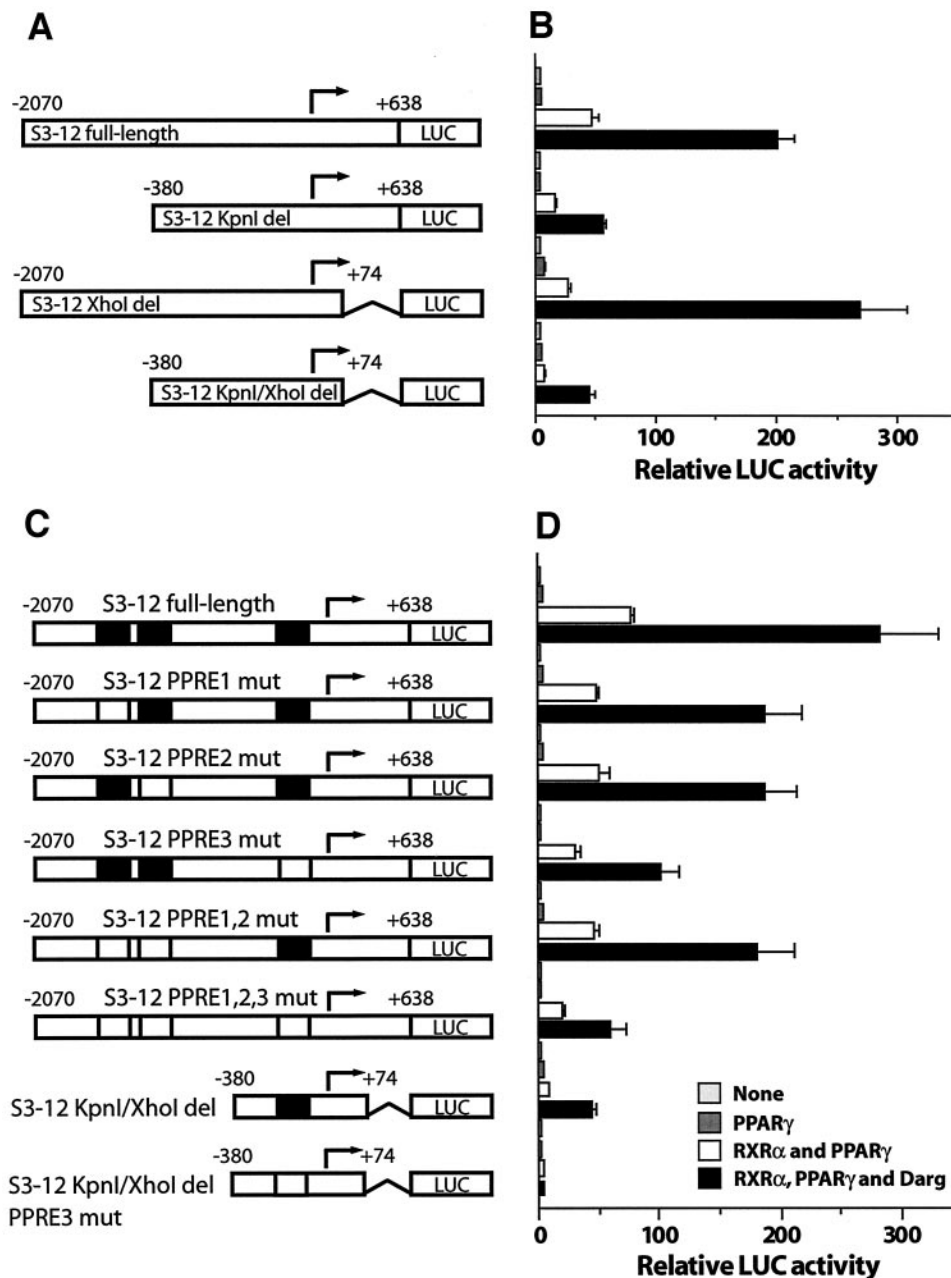 A
-2070
+638
S3-12 full-length
LUC
-380
+638
S3-12 KpnI del
LUC
-2070
+74
S3-12 XhoI del
LUC
-380
+74
S3-12 KpnI/XhoI del
LUC
B
0
100
200
300
Relative LUC activity
C
-2070 S3-12 full-length +638
LUC
-2070 S3-12 PPRE1 mut +638
LUC
-2070 S3-12 PPRE2 mut +638
LUC
-2070 S3-12 PPRE3 mut +638
LUC
-2070 S3-12 PPRE1,2 mut +638
LUC
-2070 S3-12 PPRE1,2,3 mut +638
LUC
-380 +74
S3-12 KpnI/XhoI del
LUC
-380 +74
S3-12 KpnI/XhoI del
PPRE3 mut
LUC
D
None
PPARγ
RXRα and PPARγ
RXRα, PPARγ and Darg
0
100
200
300
Relative LUC activity